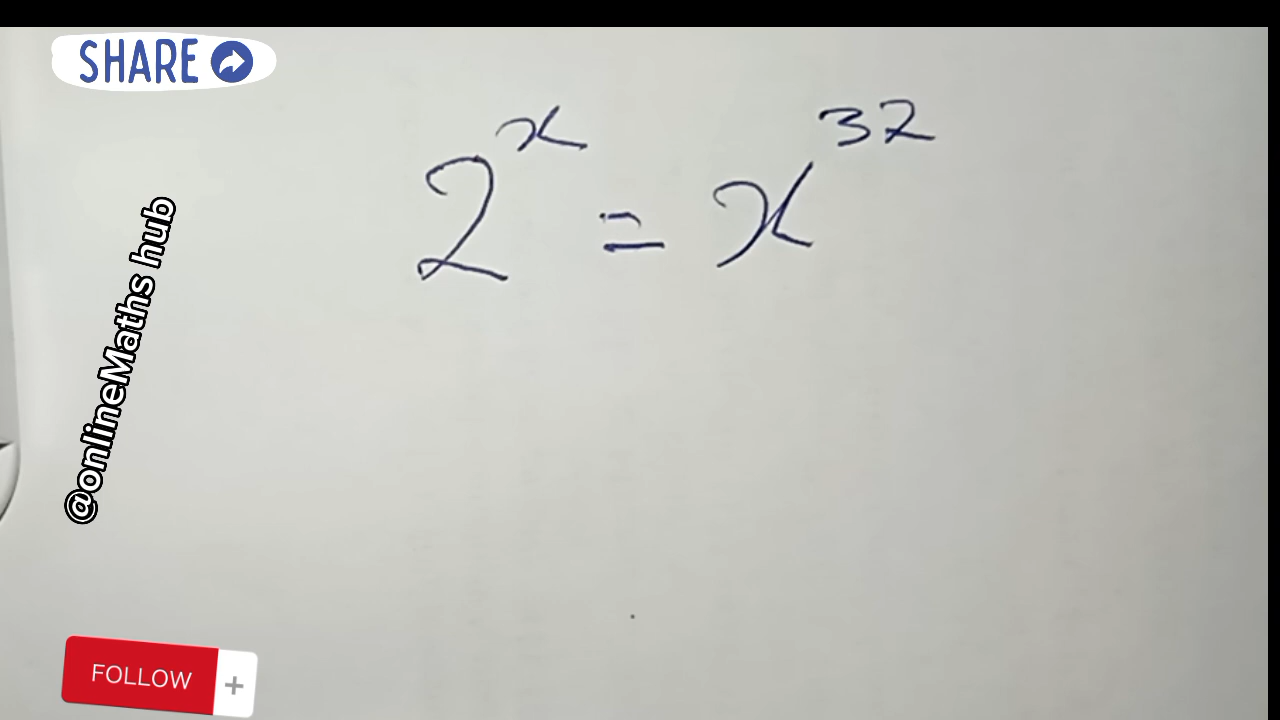 SHARE
2^x = x^32
@onlineMaths hub
FOLLOW +